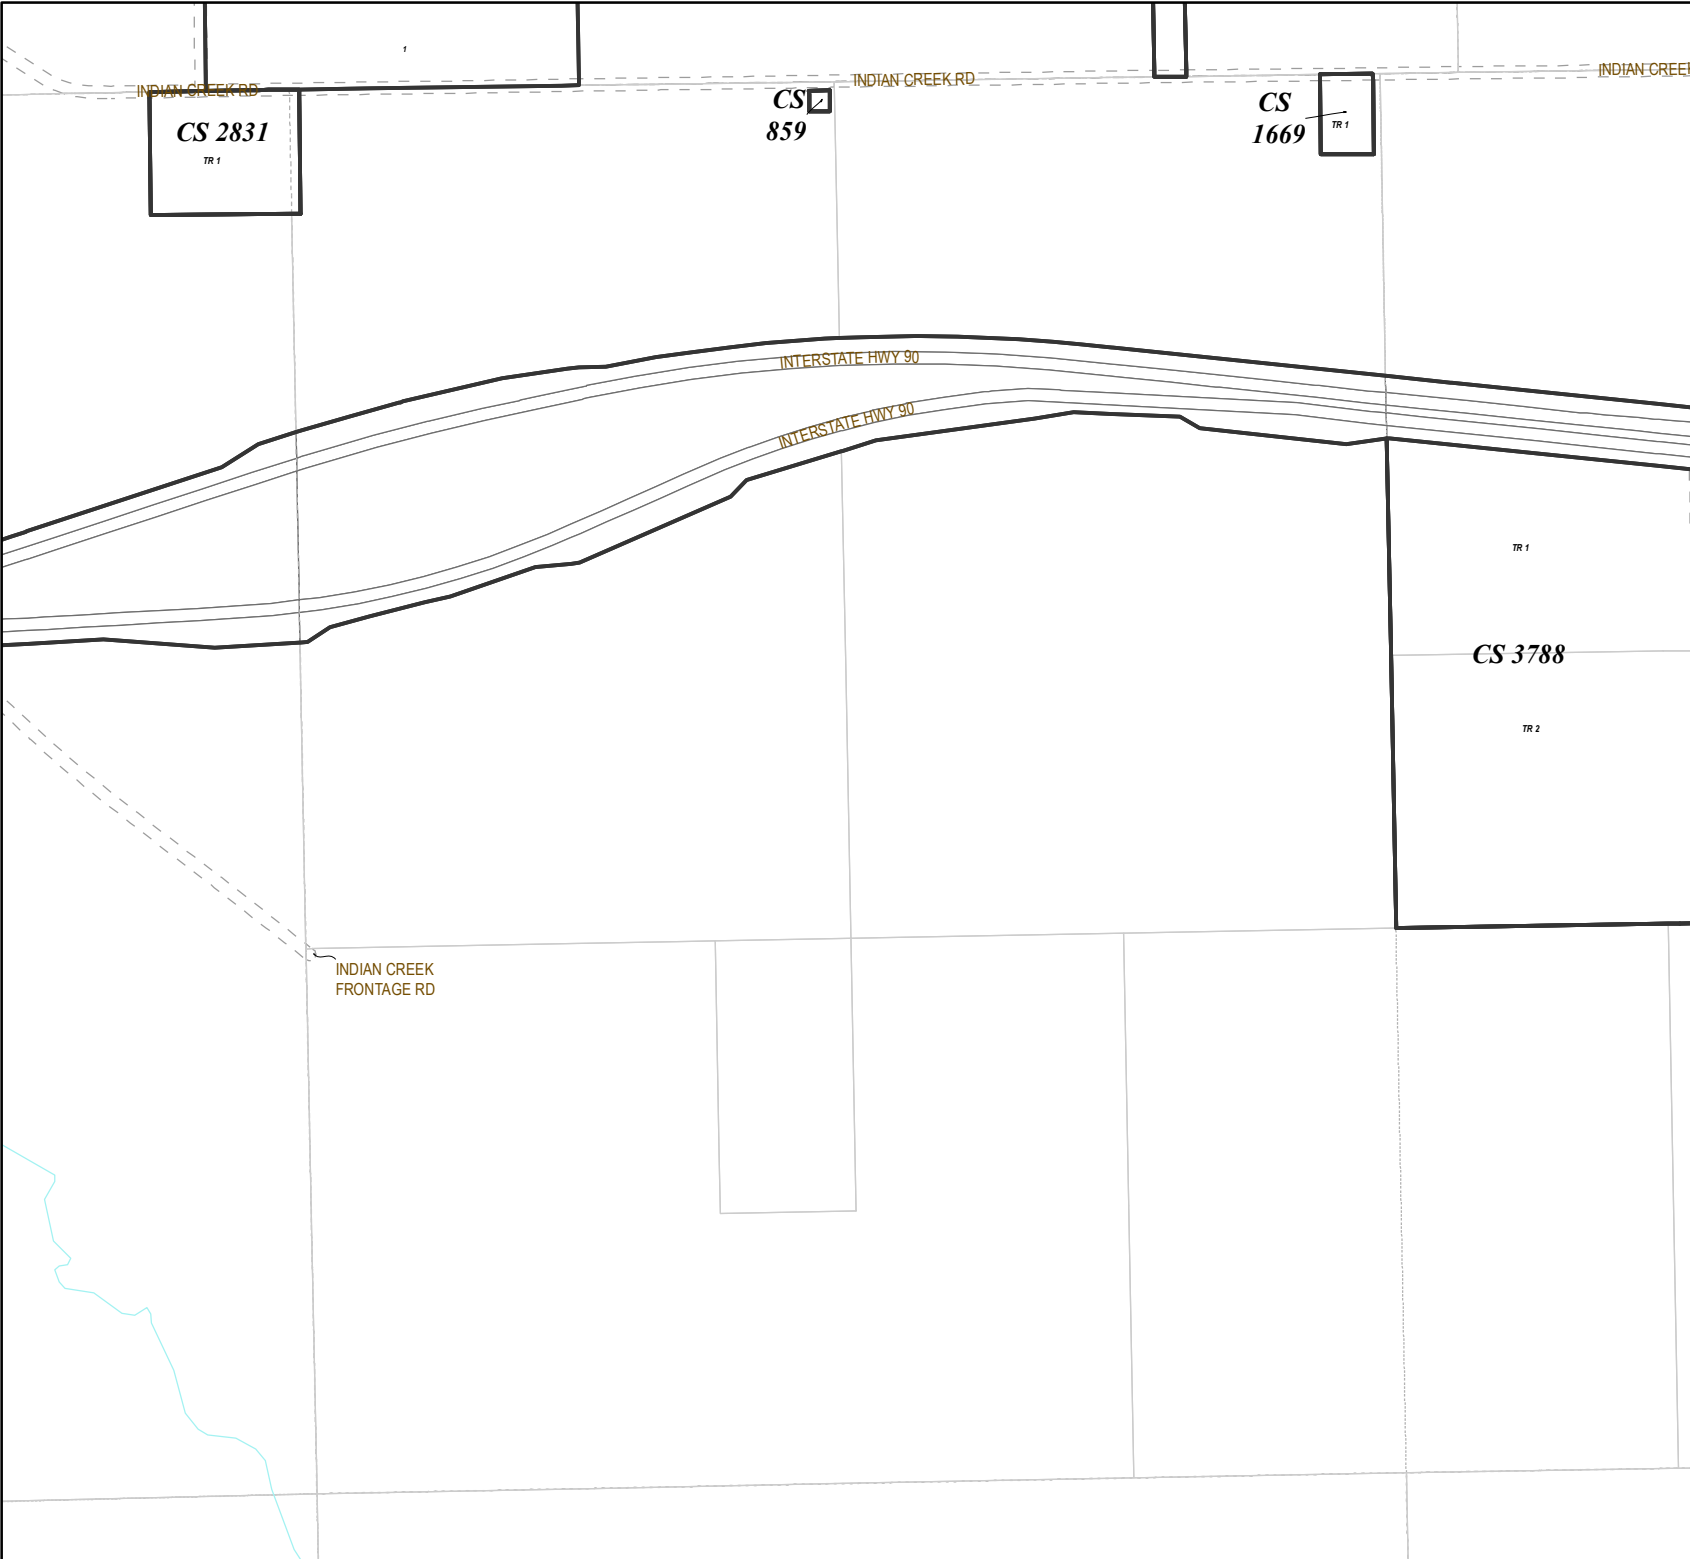 1
INDIAN CREEK RD
INDIAN CREEK RD
INDIAN CREEK
CS 2831
TR 1
CS
859
CS
1669
TR 1
INTERSTATE HWY 90
INTERSTATE HWY 90
TR 1
CS 3788
TR 2
INDIAN CREEK
FRONTAGE RD